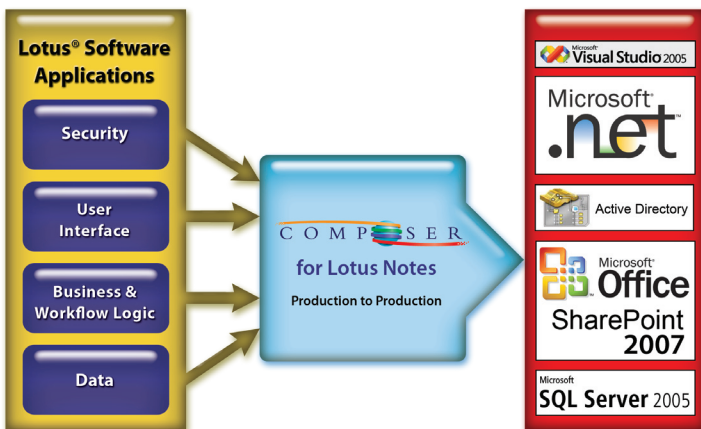 Lotus® Software
Applications
Security
User
Interface
Business &
Workflow Logic
Data
COMPOSER
for Lotus Notes
Production to Production
Microsoft®
Visual Studio 2005
Microsoft®
.net™
Active Directory
Microsoft®
Office
SharePoint
2007
Microsoft
SQL Server 2005